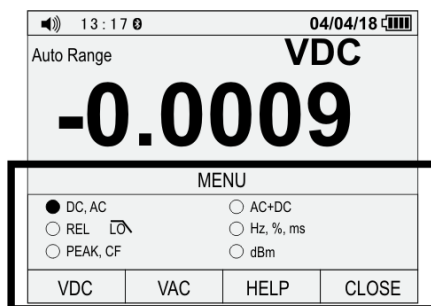 13:17 04/04/18
Auto Range VDC
-0.0009
MENU
DC, AC AC+DC
REL LO Hz, %, ms
PEAK, CF dBm
VDC VAC HELP CLOSE